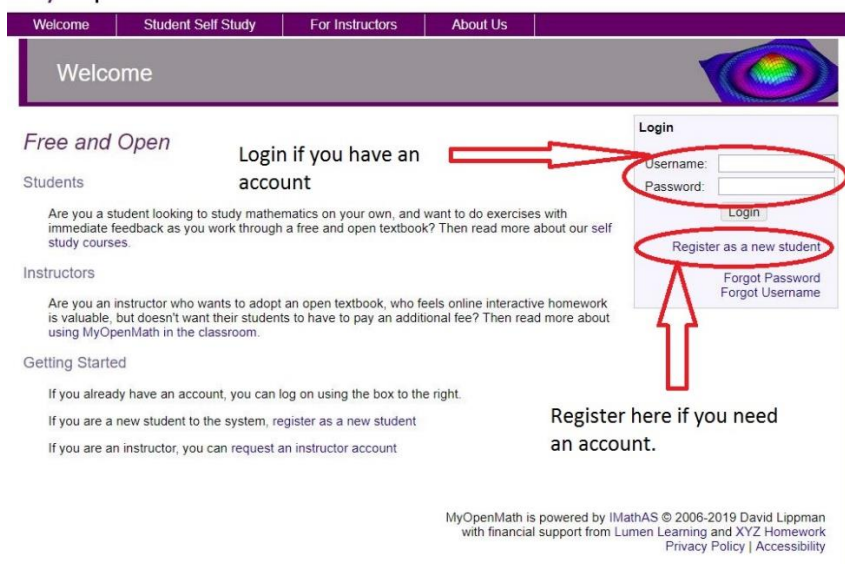 Welcome Student Self Study For Instructors About Us
Welcome
Free and Open
Login if you have an
account
Login
Username:
Password:
Login
Register as a new student
Forgot Password
Forgot Username
Students
Are you a student looking to study mathematics on your own, and want to do exercises with
immediate feedback as you work through a free and open textbook? Then read more about our self
study courses.
Instructors
Are you an instructor who wants to adopt an open textbook, who feels online interactive homework
is valuable, but doesn't want their students to have to pay an additional fee? Then read more about
using MyOpenMath in the classroom.
Getting Started
If you already have an account, you can log on using the box to the right.
If you are a new student to the system, register as a new student
If you are an instructor, you can request an instructor account
Register here if you need
an account.
MyOpenMath is powered by IMathAS © 2006-2019 David Lippman
with financial support from Lumen Learning and XYZ Homework
Privacy Policy | Accessibility